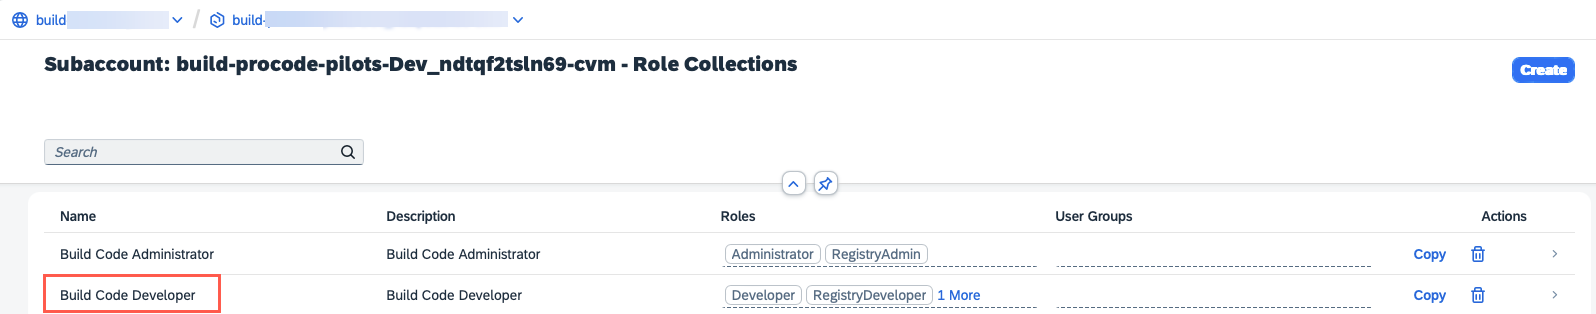 build / build-
Subaccount: build-procode-pilots-Dev_ndtqf2tsln69-cvm - Role Collections
Create
Search
Name Description Roles User Groups Actions
Build Code Administrator Build Code Administrator Administrator RegistryAdmin Copy
Build Code Developer Build Code Developer Developer RegistryDeveloper 1 More Copy